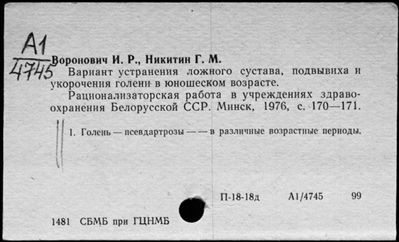 А1
4745
Воронович И. Р., Никитин Г. М.
Вариант устранения ложного сустава, подвывиха и
укорочения голени в юношеском возрасте.
Рационализаторская работа в учреждениях здраво-
охранения Белорусской ССР. Минск, 1976, с. 170—171.
1. Голень — псевдартрозы — — в различные возрастные периоды.
П-18-18д А1/4745 99
1481 СБМБ при ГЦНМБ